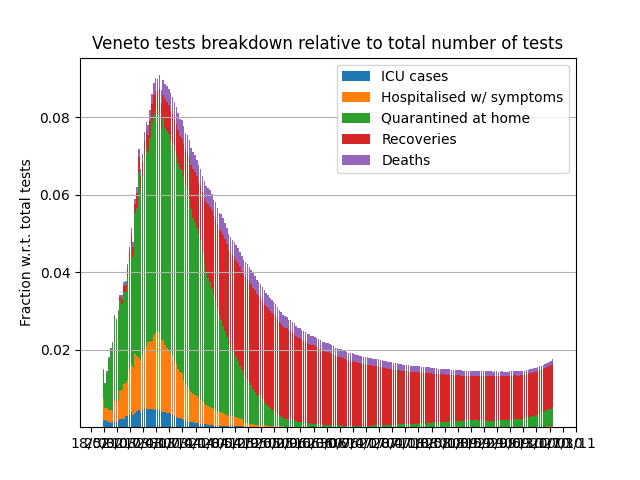 Veneto tests breakdown relative to total number of tests
ICU cases
Hospitalised w/ symptoms
Quarantined at home
Recoveries
Deaths
0.08
0.06
0.04
0.02
Fraction w.r.t. total tests